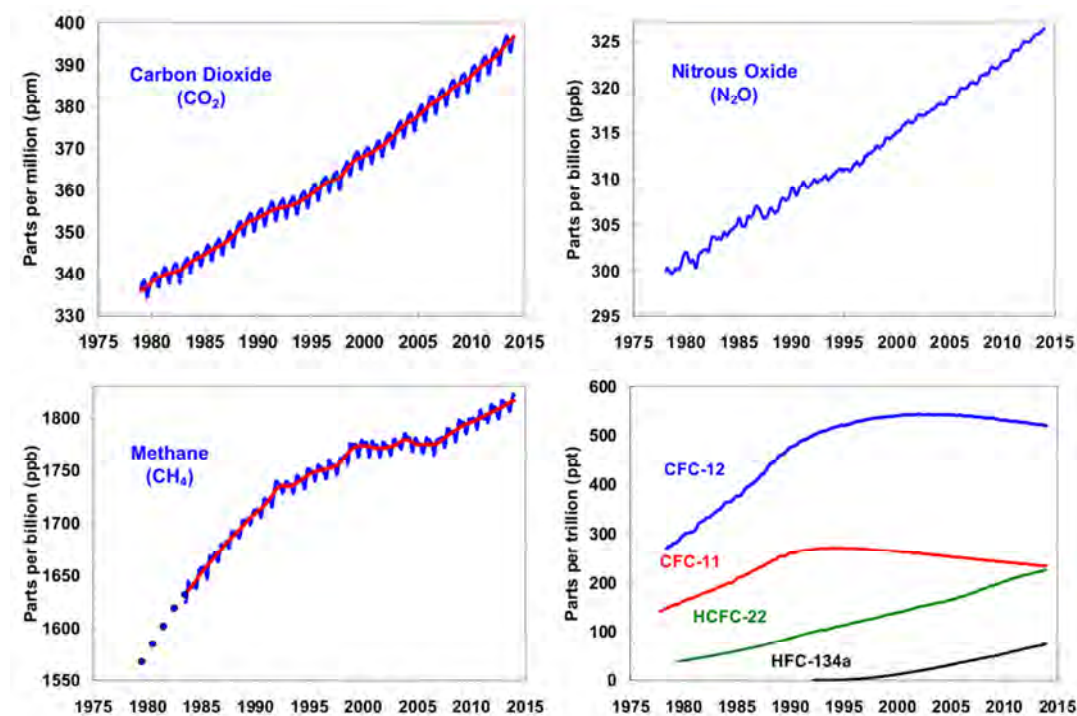 400
390
380
370
360
350
340
330
Parts per million (ppm)
Carbon Dioxide
(CO₂)
1975 1980 1985 1990 1995 2000 2005 2010 2015
325
320
315
310
305
300
295
Parts per billion (ppb)
Nitrous Oxide
(N₂O)
1975 1980 1985 1990 1995 2000 2005 2010 2015
1800
1750
1700
1650
1600
1550
Parts per billion (ppb)
Methane
(CH₄)
1975 1980 1985 1990 1995 2000 2005 2010 2015
600
500
400
300
200
100
0
Parts per trillion (ppt)
CFC-12
CFC-11
HCFC-22
HFC-134a
1975 1980 1985 1990 1995 2000 2005 2010 2015